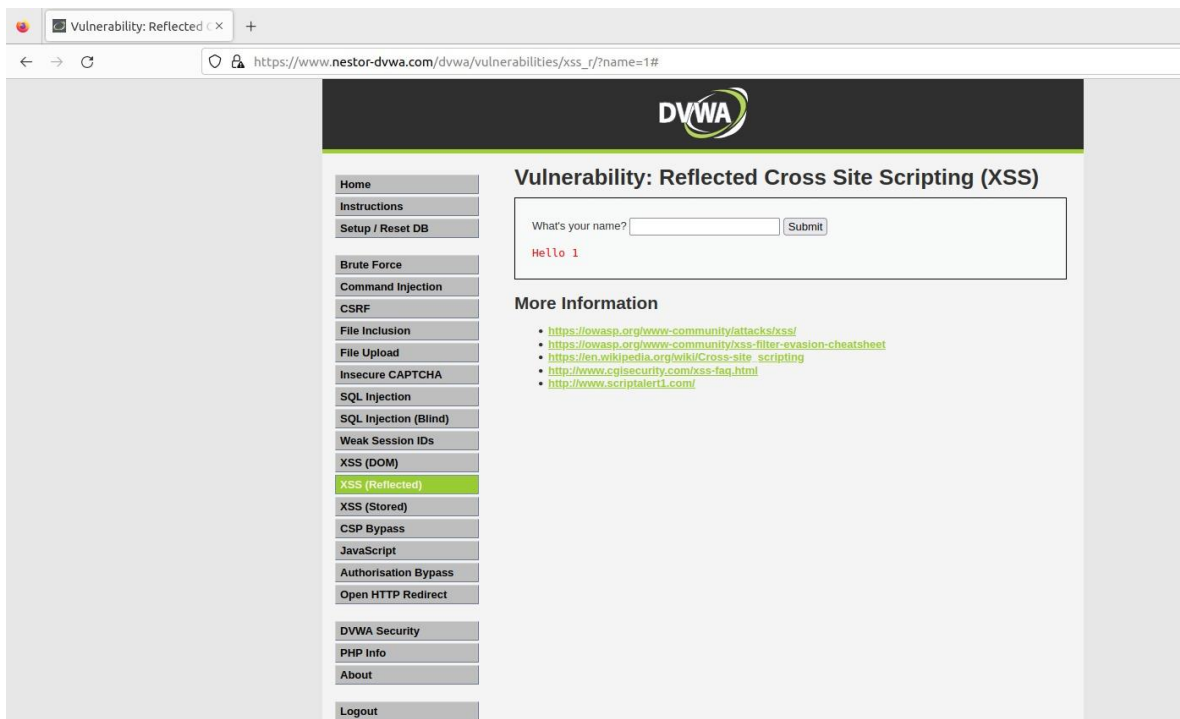 Vulnerability: Reflected C
https://www.nestor-dvwa.com/dvwa/vulnerabilities/xss_r/?name=1#
DVWA
Home
Instructions
Setup / Reset DB
Brute Force
Command Injection
CSRF
File Inclusion
File Upload
Insecure CAPTCHA
SQL Injection
SQL Injection (Blind)
Weak Session IDs
XSS (DOM)
XSS (Reflected)
XSS (Stored)
CSP Bypass
JavaScript
Authorisation Bypass
Open HTTP Redirect
DVWA Security
PHP Info
About
Logout
Vulnerability: Reflected Cross Site Scripting (XSS)
What's your name? Submit
Hello 1
More Information
https://owasp.org/www-community/attacks/xss/
https://owasp.org/www-community/xss-filter-evasion-cheatsheet
https://en.wikipedia.org/wiki/Cross-site_scripting
http://www.cgisecurity.com/xss-faq.html
http://www.scriptalert1.com/